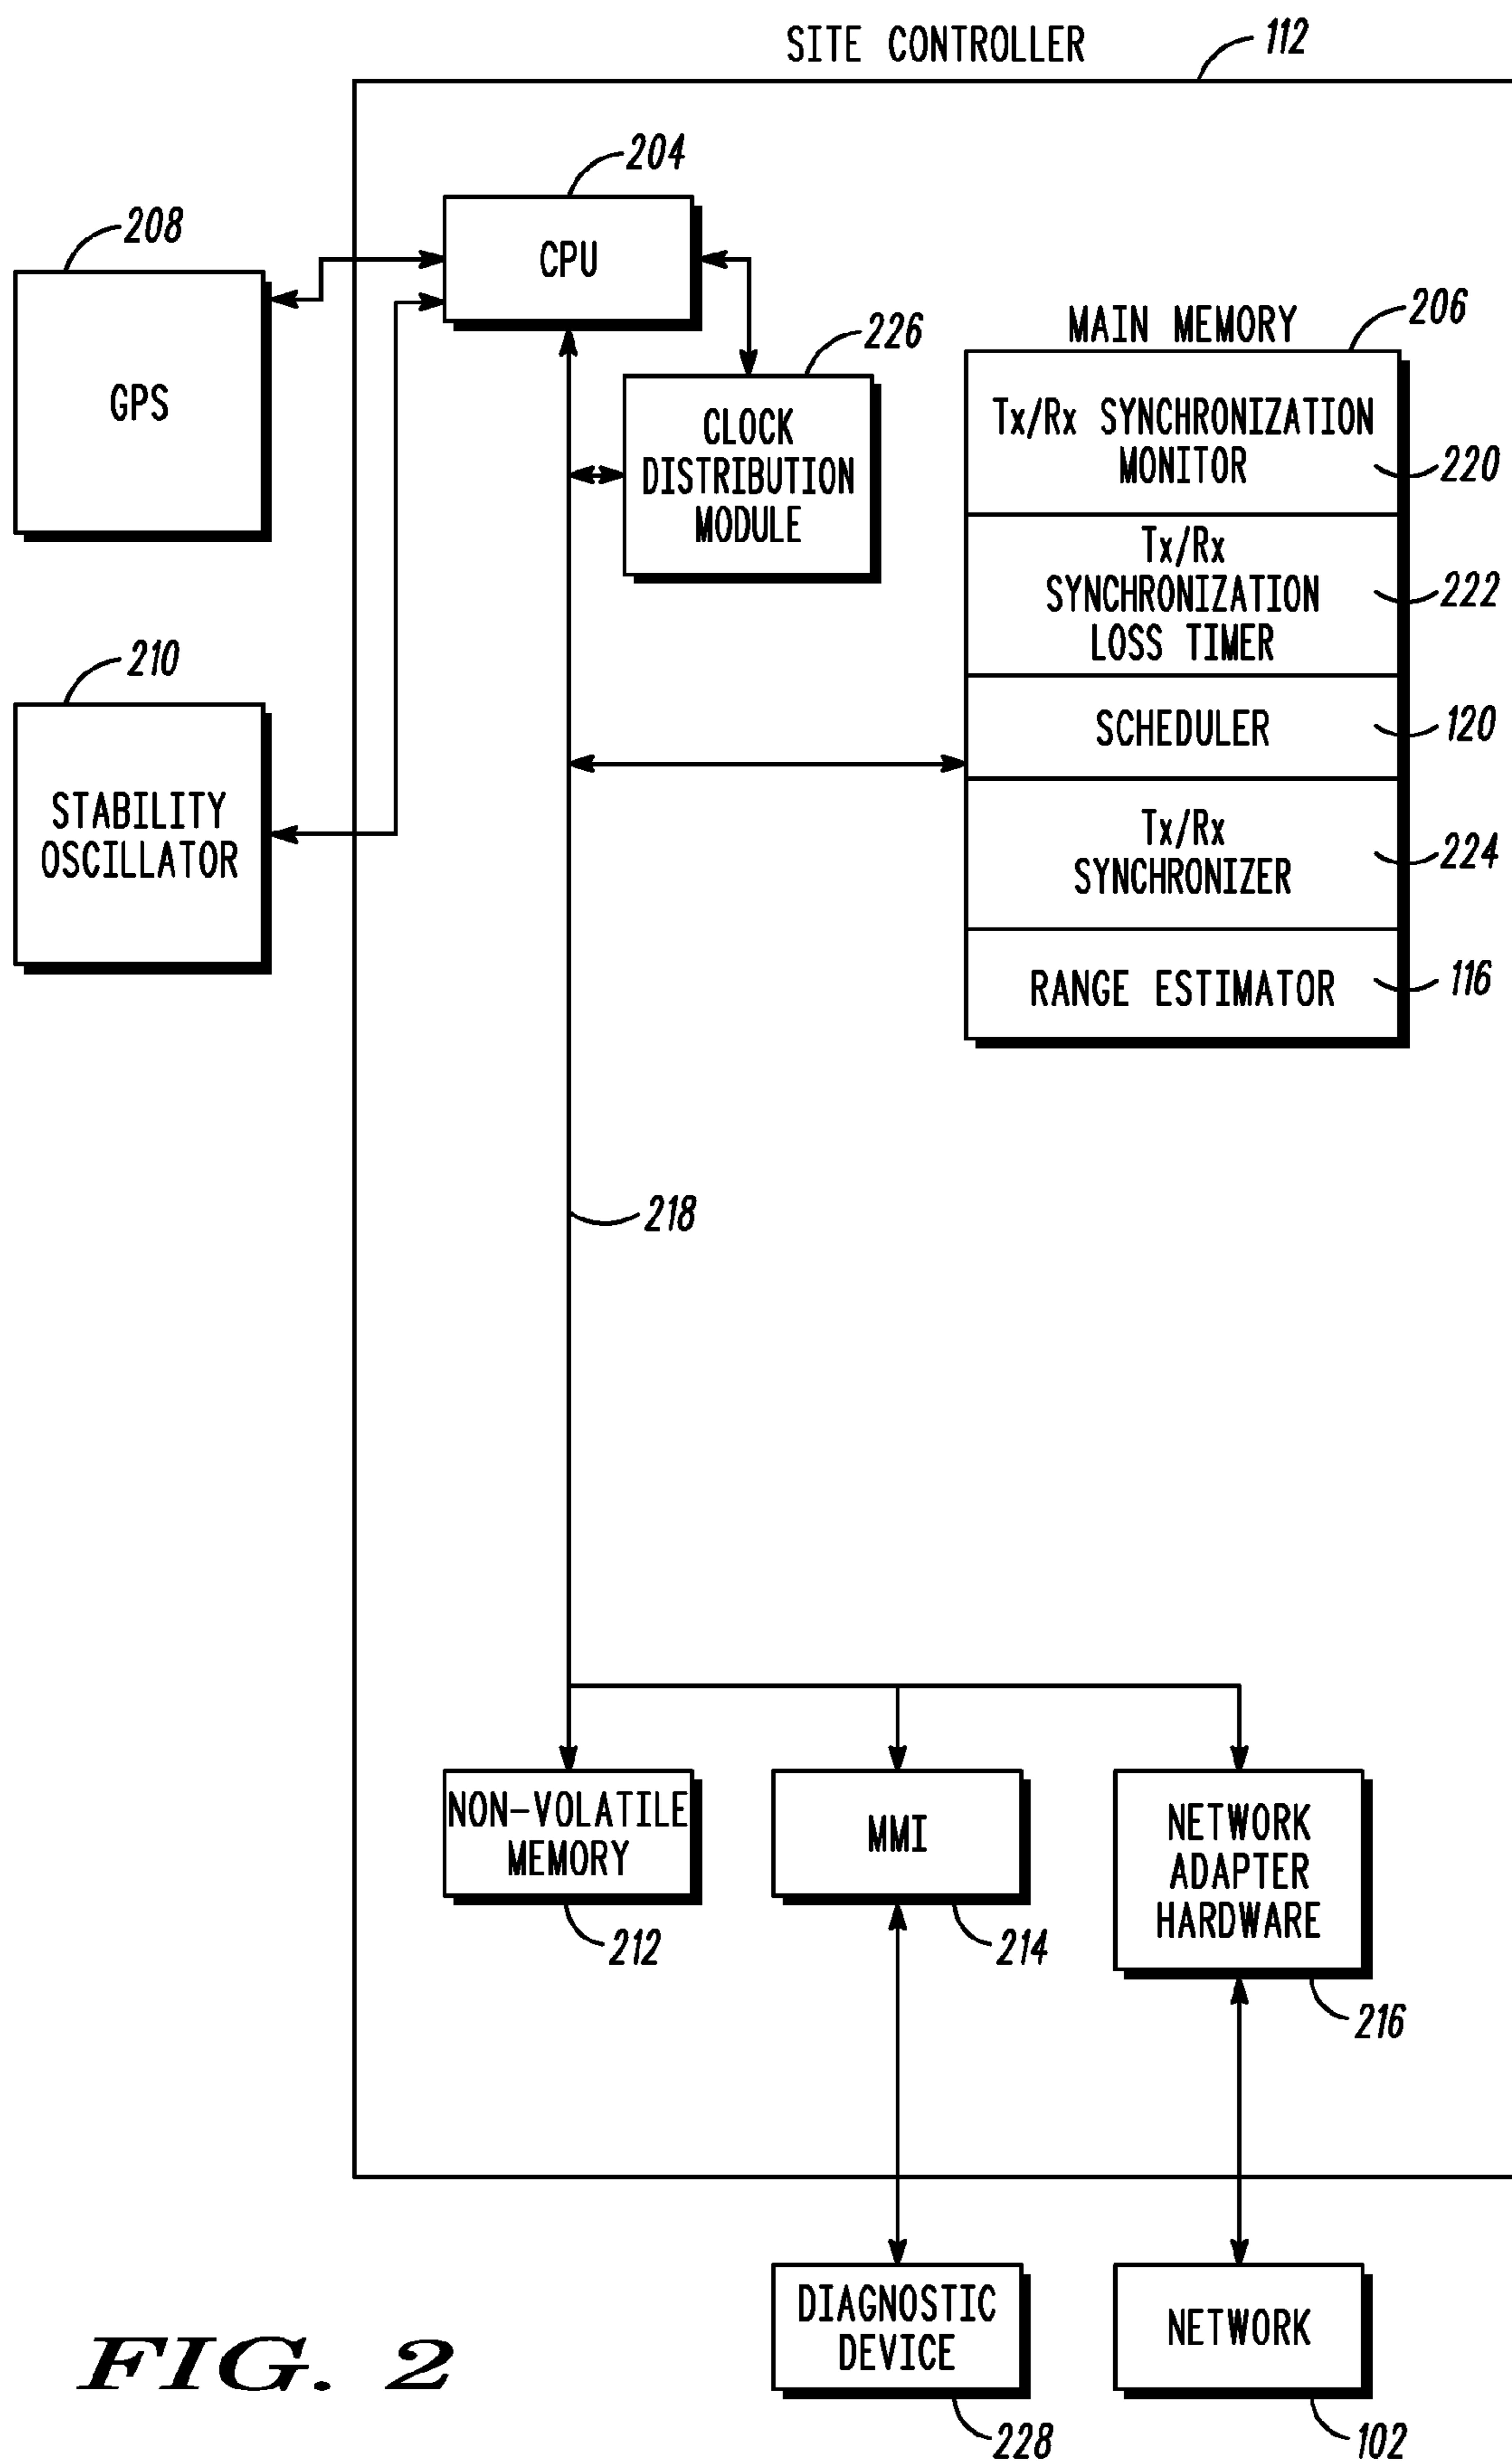 SITE CONTROLLER
112
204
CPU
208
GPS
226
CLOCK
DISTRIBUTION
MODULE
MAIN MEMORY
206
Tx/Rx SYNCHRONIZATION
MONITOR
220
Tx/Rx
SYNCHRONIZATION
LOSS TIMER
222
SCHEDULER
120
Tx/Rx
SYNCHRONIZER
224
RANGE ESTIMATOR
116
210
STABILITY
OSCILLATOR
218
NON-VOLATILE
MEMORY
212
MMI
214
NETWORK
ADAPTER
HARDWARE
216
DIAGNOSTIC
DEVICE
228
NETWORK
102
FIG. 2